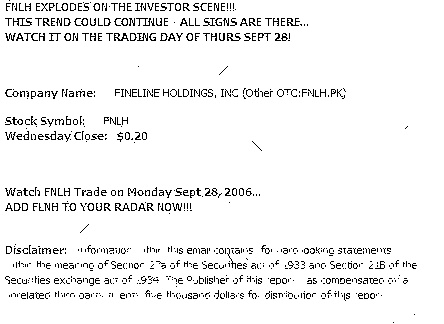 FNLH EXPLODES ON THE INVESTOR SCENE!!!
THIS TREND COULD CONTINUE - ALL SIGNS ARE THERE...
WATCH IT ON THE TRADING DAY OF THURS SEPT 28!
Company Name: FINELINE HOLDINGS, INC (Other OTC:FNLH.PK)
Stock Symbol: FNLH
Wednesday Close: $0.20
Watch FNLH Trade on Monday Sept 28, 2006...
ADD FLNH TO YOUR RADAR NOW!!!
Disclaimer: Information within this email contains forward looking statements
within the meaning of Section 27a of the Securities act of 1933 and Section 21B of the
Securities exchange act of 1934. The Publisher of this report was compensated by a
unrelated third party, five thousand dollars for distribution of this report